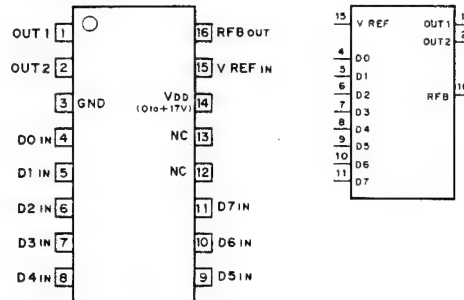 OUT 1 1 16 RFB OUT
OUT 2 2 15 V REF IN
3 GND VDD 14
(0 to +17V)
D0 IN 4 NC 13
D1 IN 5 NC 12
D2 IN 6 11 D7 IN
D3 IN 7 10 D6 IN
D4 IN 8 9 D5 IN
15 V REF OUT1 1
OUT2 2
4 D0
5 D1
6 D2 RFB 16
7 D3
8 D4
9 D5
10 D6
11 D7